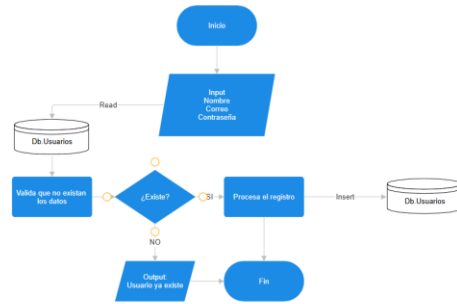 Inicio
Input
Nombre
Correo
Contraseña
Read
Db.Usuarios
Valida que no existan
los datos
¿Existe?
SI
Procesa el registro
Insert
Db.Usuarios
NO
Output:
Usuario ya existe
Fin